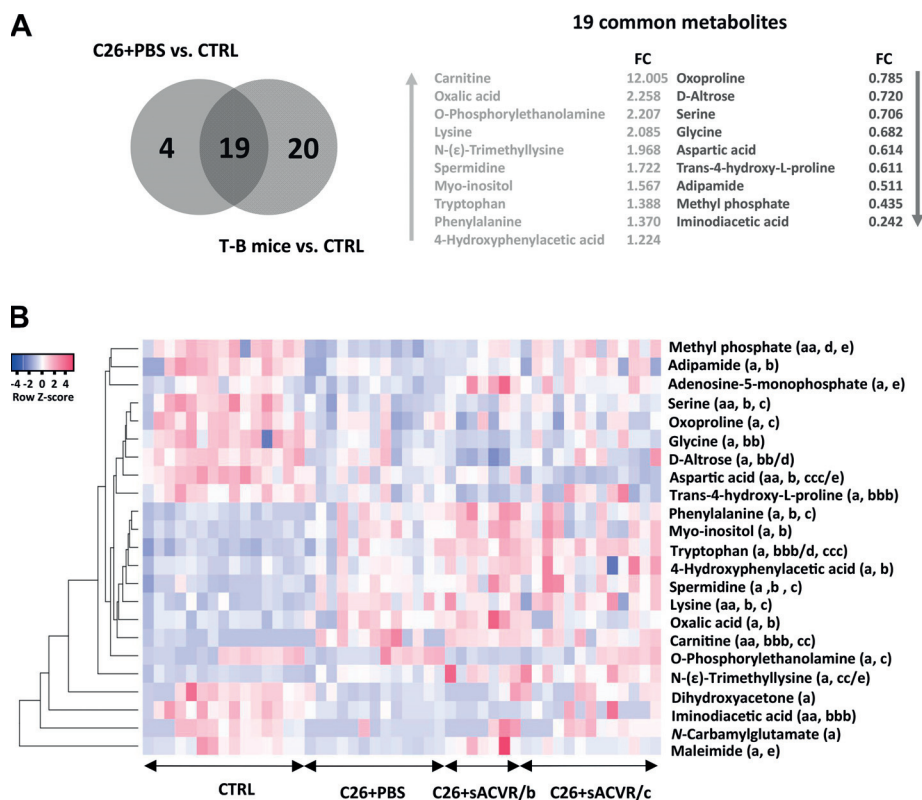 A
19 common metabolites
C26+PBS vs. CTRL
4 19 20
T-B mice vs. CTRL
FC FC
Carnitine 12.005 Oxoproline 0.785
Oxalic acid 2.258 D-Altrose 0.720
O-Phosphorylethanolamine 2.207 Serine 0.706
Lysine 2.085 Glycine 0.682
N-(ε)-Trimethyllysine 1.968 Aspartic acid 0.614
Spermidine 1.722 Trans-4-hydroxy-L-proline 0.611
Myo-inositol 1.567 Adipamide 0.511
Tryptophan 1.388 Methyl phosphate 0.435
Phenylalanine 1.370 Iminodiacetic acid 0.242
4-Hydroxyphenylacetic acid 1.224
B
-4 -2 0 2 4
Row Z-score
Methyl phosphate (aa, d, e)
Adipamide (a, b)
Adenosine-5-monophosphate (a, e)
Serine (aa, b, c)
Oxoproline (a, c)
Glycine (a, bb)
D-Altrose (a, bb/d)
Aspartic acid (aa, b, ccc/e)
Trans-4-hydroxy-L-proline (a, bbb)
Phenylalanine (a, b, c)
Myo-inositol (a, b)
Tryptophan (a, bbb/d, ccc)
4-Hydroxyphenylacetic acid (a, b)
Spermidine (a ,b , c)
Lysine (aa, b, c)
Oxalic acid (a, b)
Carnitine (aa, bbb, cc)
O-Phosphorylethanolamine (a, c)
N-(ε)-Trimethyllysine (a, cc/e)
Dihydroxyacetone (a)
Iminodiacetic acid (aa, bbb)
N-Carbamylglutamate (a)
Maleimide (a, e)
CTRL C26+PBS C26+sACVR/b C26+sACVR/c